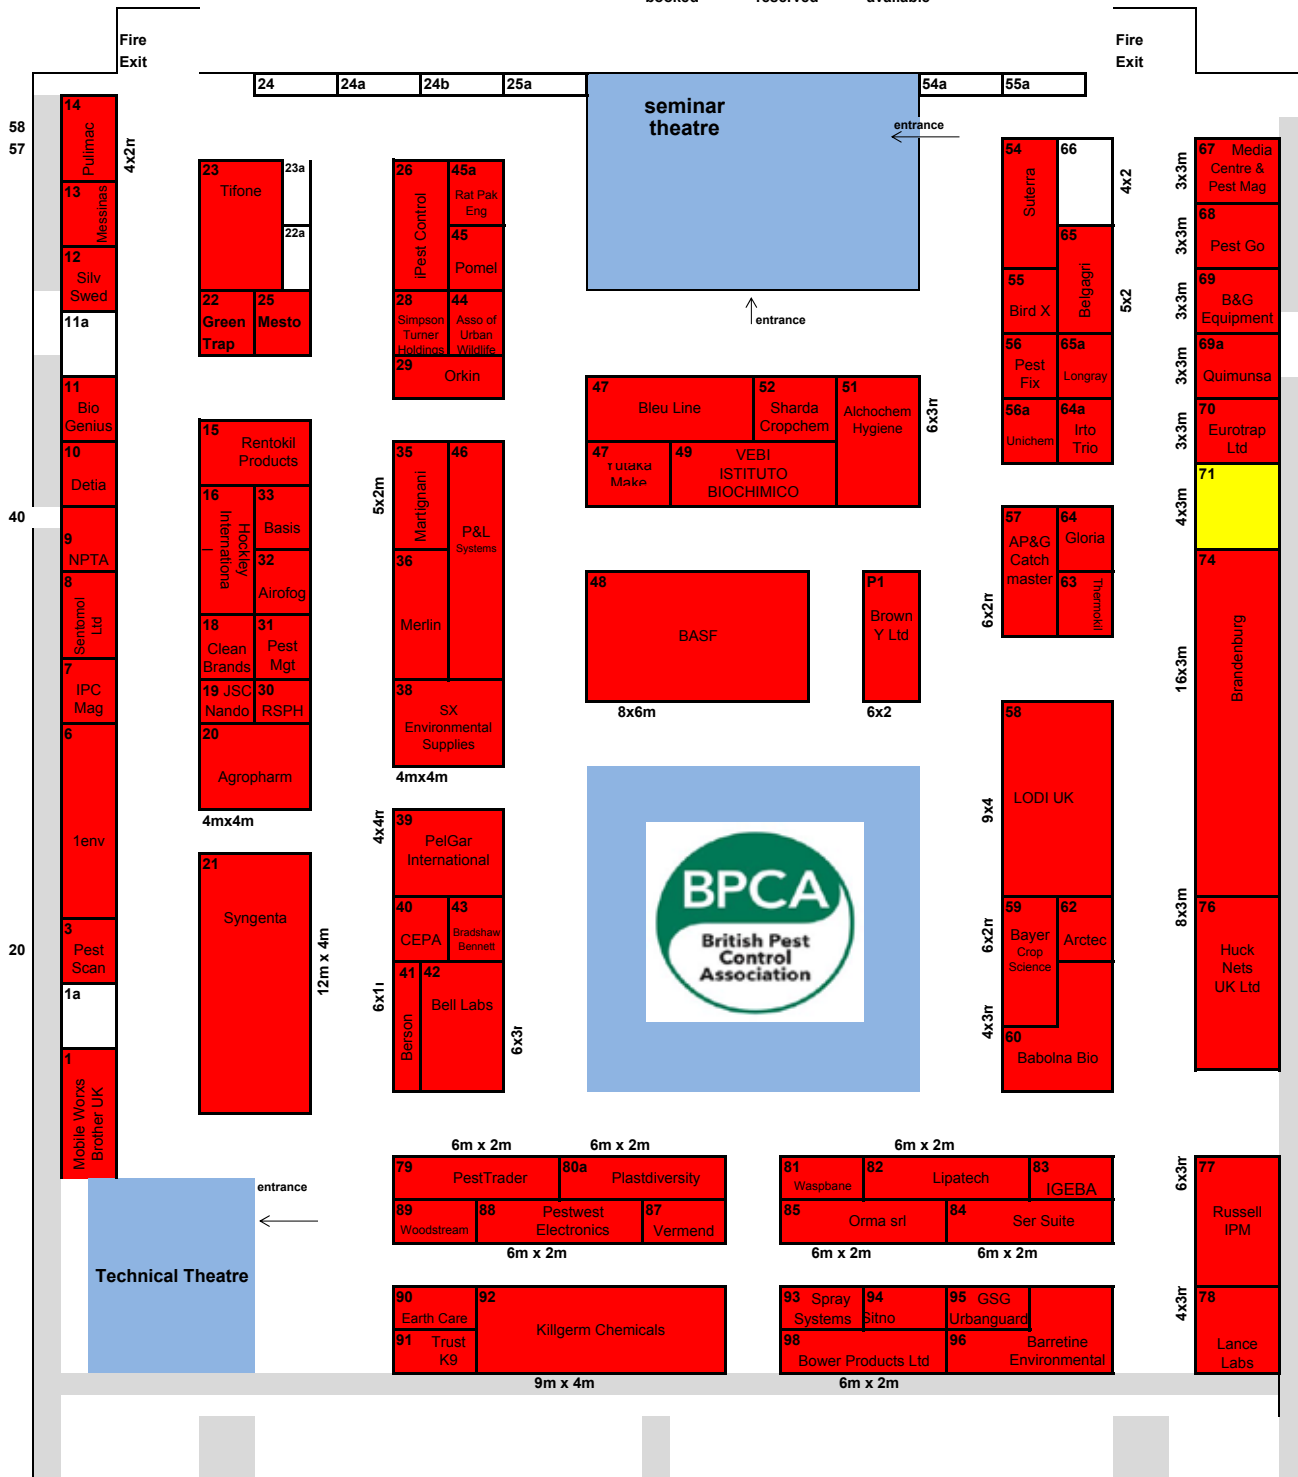 booked reserved available
Fire
Exit
Fire
Exit
24 24a 24b 25a 54a 55a
seminar
theatre
entrance
entrance
58
57
40
20
14
Pulimac
4x2m
13
Messinas
12
Silv
Swed
11a
11
Bio
Genius
10
Detia
9
NPTA
8
Sentomol
Ltd
7
IPC
Mag
6
1env
3
Pest
Scan
1a
1
Mobile Worxs
Brother UK
23
Tifone
23a
22a
22
Green
Trap
25
Mesto
15
Rentokil
Products
16
Hockley
Internationa
33
Basis
32
Airofog
18
Clean
Brands
31
Pest
Mgt
19 JSC
Nando
30
RSPH
20
Agropharm
4mx4m
21
Syngenta
12m x 4m
26
iPest Control
45a
Rat Pak
Eng
45
Pomel
28
Simpson
Turner
Holdings
44
Asso of
Urban
Wildlife
29
Orkin
35
Martignani
5x2m
46
P&L
Systems
36
Merlin
38
SX
Environmental
Supplies
4mx4m
39
PelGar
International
4x4m
40
CEPA
43
Bradshaw
Bennett
41
Berson
6x1
42
Bell Labs
6x3
47
Bleu Line
52
Sharda
Cropchem
51
Alchochem
Hygiene
6x3m
47
Yutaka
Make
49
VEBI
ISTITUTO
BIOCHIMICO
48
BASF
8x6m
P1
Brown
Y Ltd
6x2
BPCA
British Pest
Control
Association
54
Suterra
66
4x2
65
Belgagri
5x2
55
Bird X
56
Pest
Fix
65a
Longray
56a
Unichem
64a
Irto
Trio
57
AP&G
Catch
master
6x2m
64
Gloria
63
Thermokil
58
LODI UK
9x4
59
Bayer
Crop
Science
6x2m
62
Arctec
60
Babolna Bio
4x3m
67 Media
Centre &
Pest Mag
3x3m
68
Pest Go
3x3m
69
B&G
Equipment
3x3m
69a
Quimunsa
3x3m
70
Eurotrap
Ltd
3x3m
71
4x3m
74
Brandenburg
16x3m
76
Huck
Nets
UK Ltd
8x3m
77
Russell
IPM
6x3m
78
Lance
Labs
4x3m
entrance
Technical Theatre
6m x 2m 6m x 2m 6m x 2m
79
PestTrader
80a
Plastdiversity
89
Woodstream
88
Pestwest
Electronics
87
Vermend
6m x 2m
81
Waspbane
82
Lipatech
83
IGEBA
85
Orma srl
84
Ser Suite
6m x 2m 6m x 2m
90
Earth Care
91 Trust
K9
92
Killgerm Chemicals
9m x 4m
93 Spray
Systems
94
Sitno
95 GSG
Urbanguard
98
Bower Products Ltd
96
Barretine
Environmental
6m x 2m